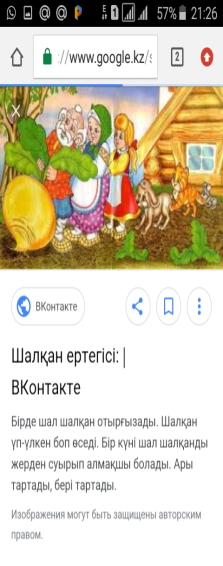 57% 21:26
://www.google.kz/s
2
ВКонтакте
Шалқан ертегісі: |
ВКонтакте
Бірде шал шалқан отырғызады. Шалқан
үп-үлкен боп өседі. Бір күні шал шалқанды
жерден суырып алмақшы болады. Ары
тартады, бері тартады.
Изображения могут быть защищены авторским
правом.